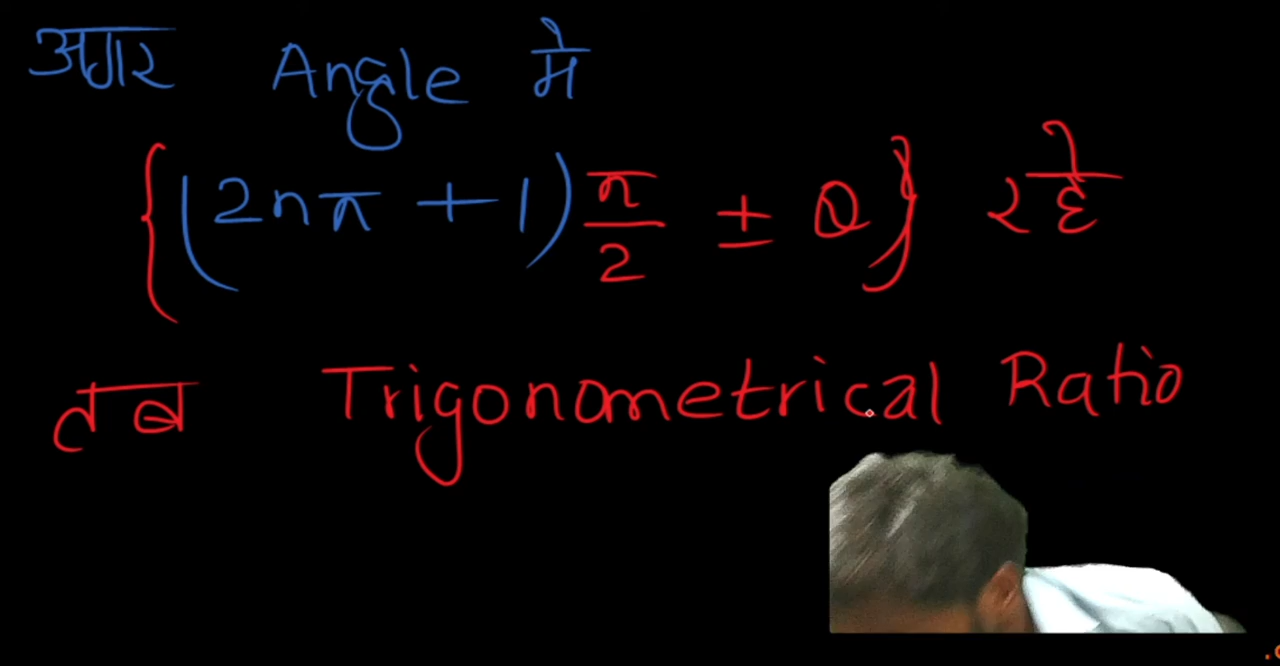 अगर Angle में
{(2nπ + 1) π/2 ± θ} रहे
तब Trigonometrical Ratio